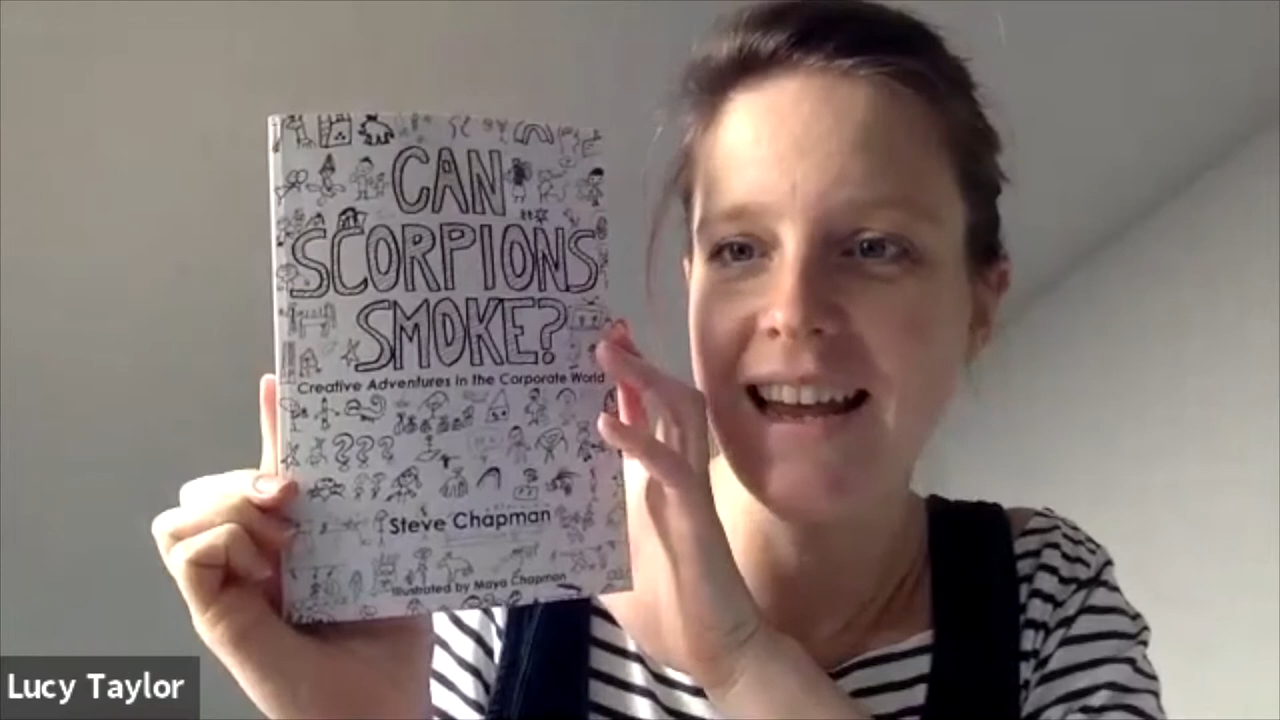 CAN
SCORPIONS
SMOKE?
Creative Adventures in the Corporate World
???
Steve Chapman
Illustrated by Maya Chapman
Lucy Taylor